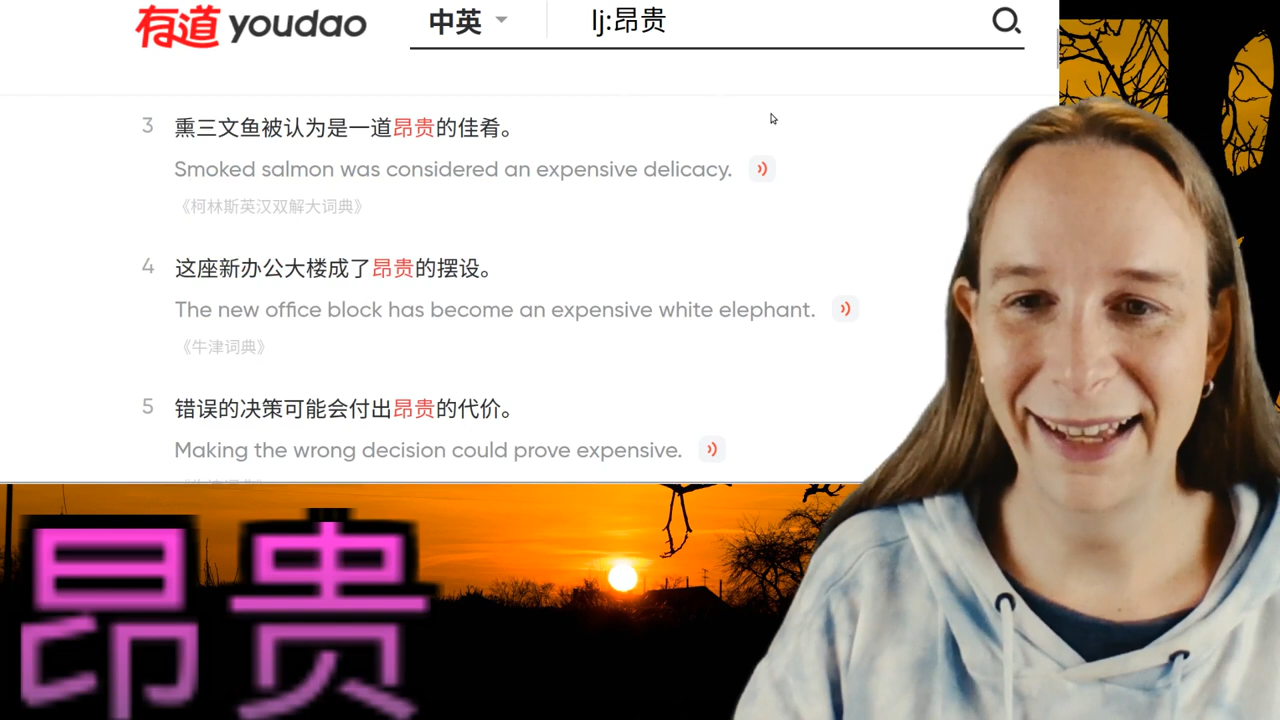 有道 youdao 中英 lj:昂贵
3 熏三文鱼被认为是一道昂贵的佳肴。
Smoked salmon was considered an expensive delicacy.
《柯林斯英汉双解大词典》
4 这座新办公大楼成了昂贵的摆设。
The new office block has become an expensive white elephant.
《牛津词典》
5 错误的决策可能会付出昂贵的代价。
Making the wrong decision could prove expensive.
昂贵